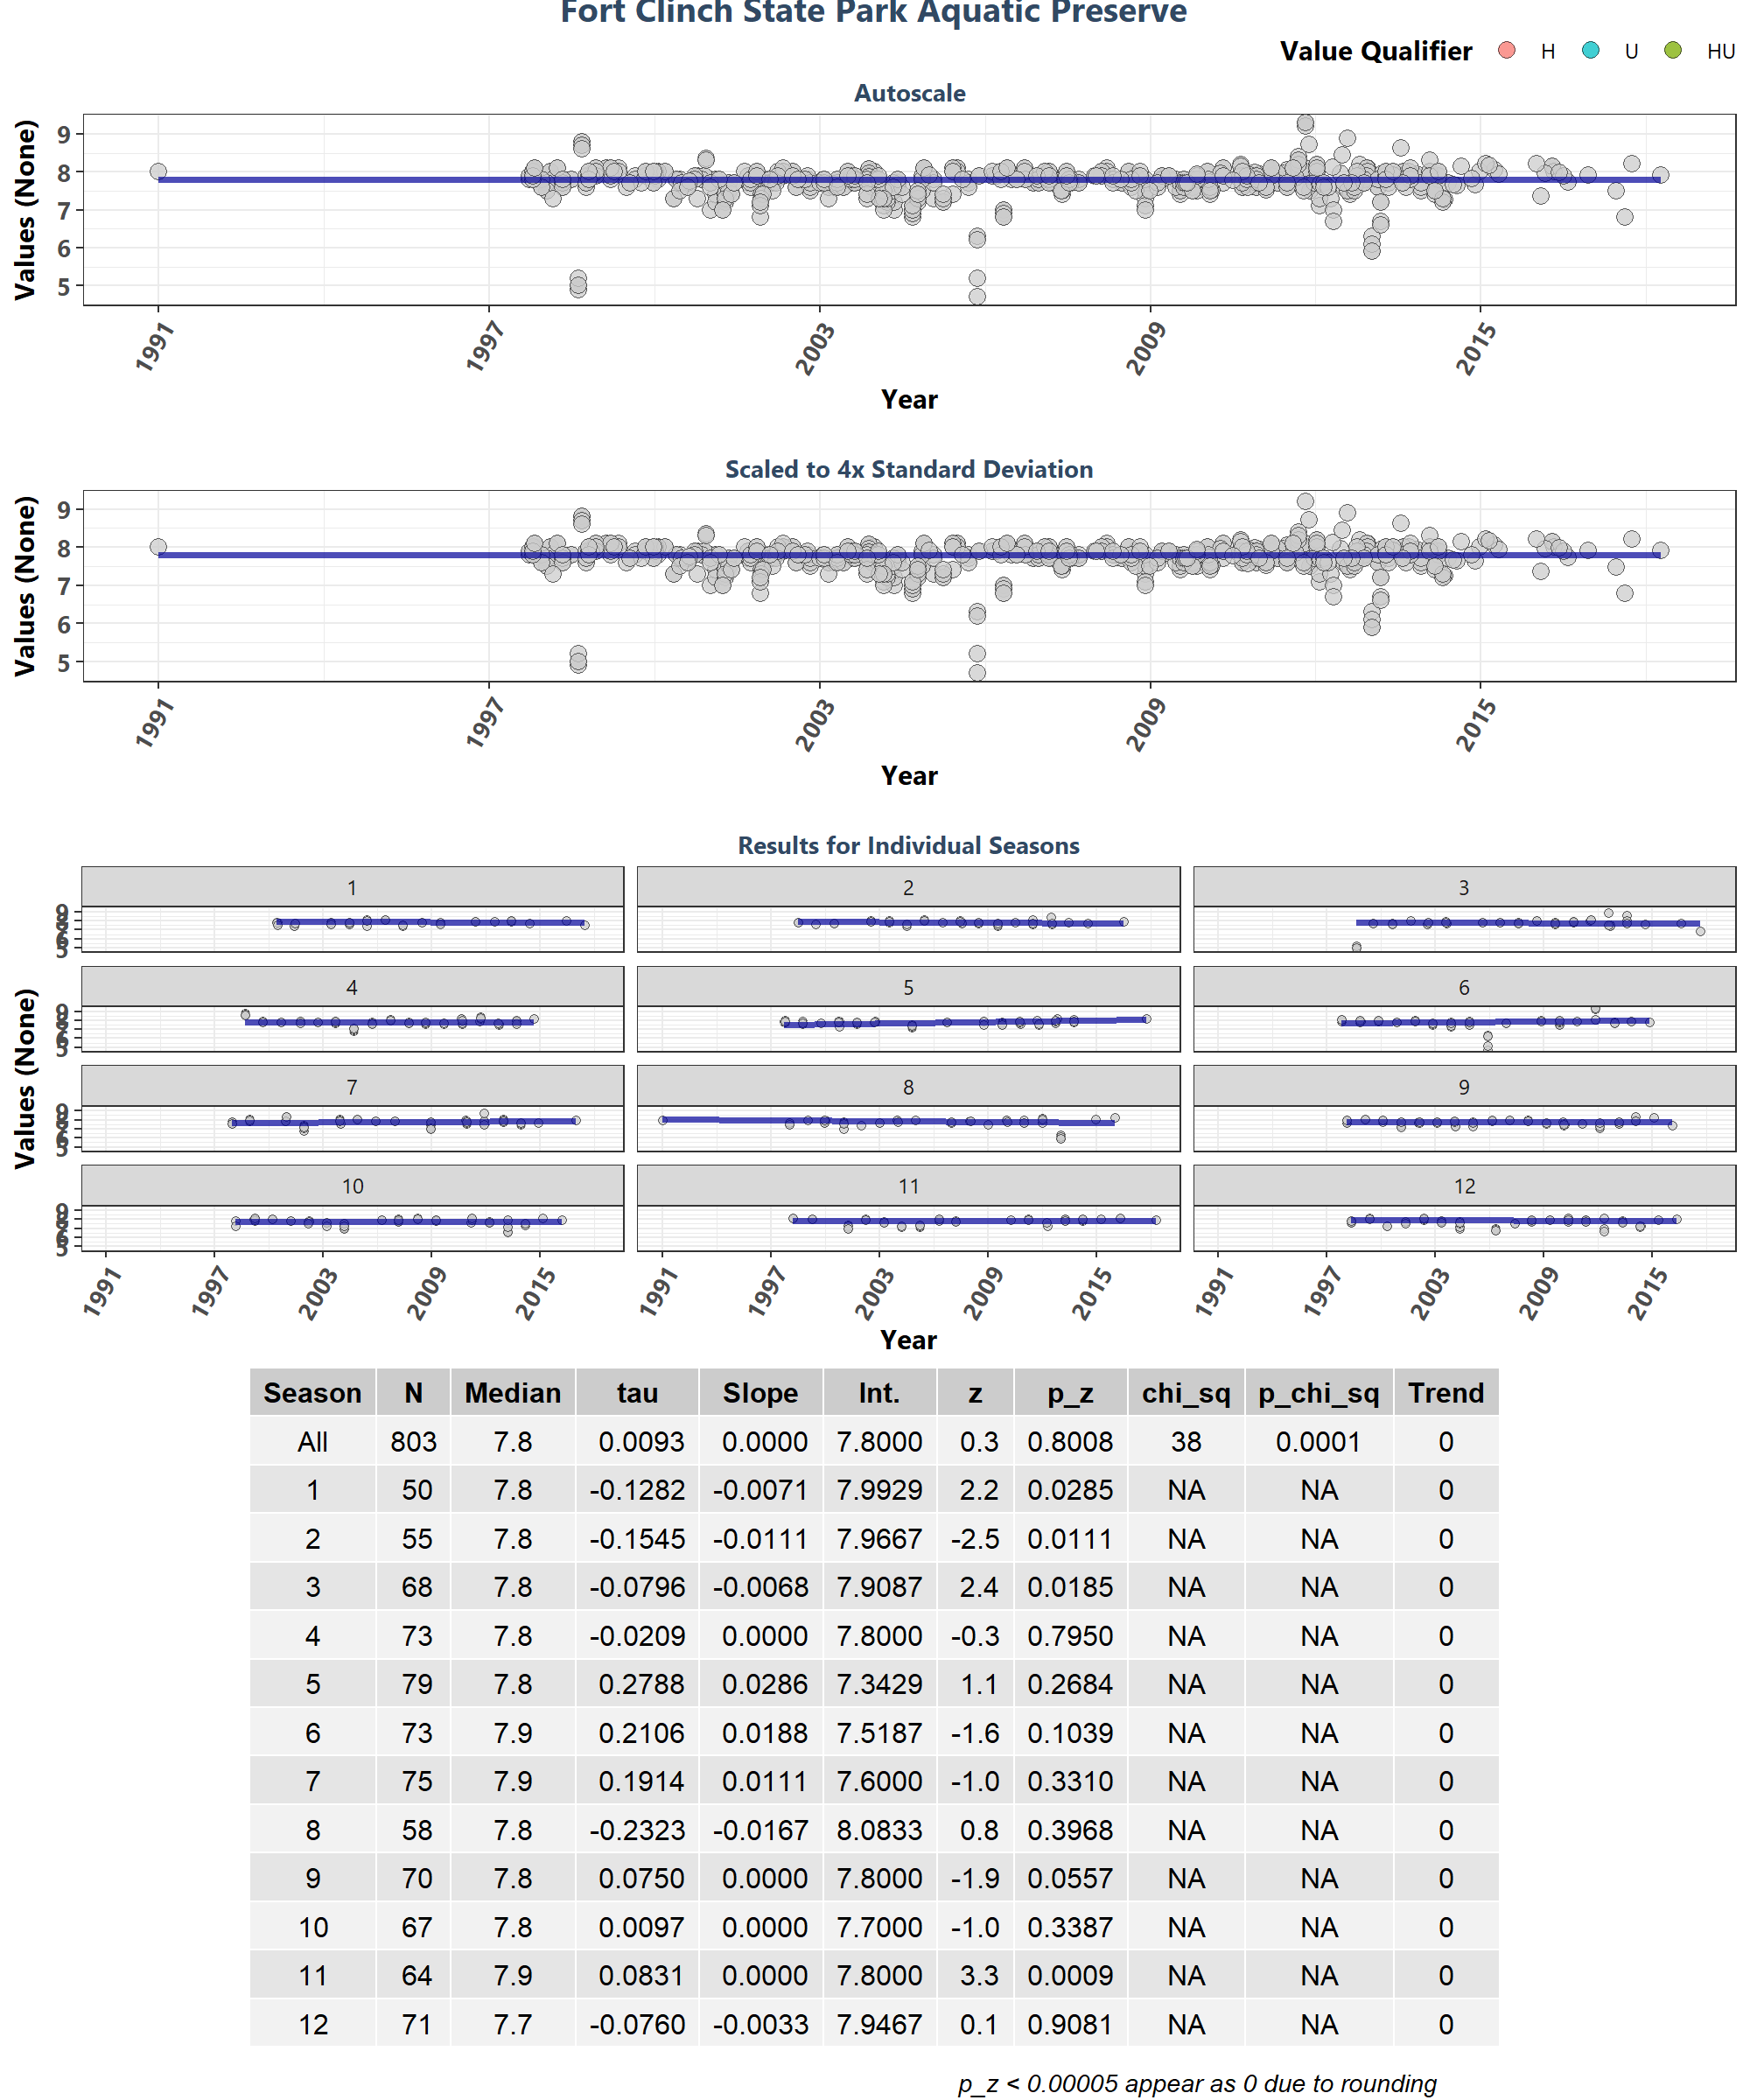 Fort Clinch State Park Aquatic Preserve
Value Qualifier H U HU
Autoscale
Values (None)
9
8
7
6
5
1991 1997 2003 2009 2015
Year
Scaled to 4x Standard Deviation
Values (None)
9
8
7
6
5
1991 1997 2003 2009 2015
Year
Results for Individual Seasons
Values (None)
1 2 3
9
8
6
5
4 5 6
9
8
6
5
7 8 9
9
8
6
5
10 11 12
9
8
6
5
1991 1997 2003 2009 2015 1991 1997 2003 2009 2015 1991 1997 2003 2009 2015
Year
Season N Median tau Slope Int. z p_z chi_sq p_chi_sq Trend
All 803 7.8 0.0093 0.0000 7.8000 0.3 0.8008 38 0.0001 0
1 50 7.8 -0.1282 -0.0071 7.9929 2.2 0.0285 NA NA 0
2 55 7.8 -0.1545 -0.0111 7.9667 -2.5 0.0111 NA NA 0
3 68 7.8 -0.0796 -0.0068 7.9087 2.4 0.0185 NA NA 0
4 73 7.8 -0.0209 0.0000 7.8000 -0.3 0.7950 NA NA 0
5 79 7.8 0.2788 0.0286 7.3429 1.1 0.2684 NA NA 0
6 73 7.9 0.2106 0.0188 7.5187 -1.6 0.1039 NA NA 0
7 75 7.9 0.1914 0.0111 7.6000 -1.0 0.3310 NA NA 0
8 58 7.8 -0.2323 -0.0167 8.0833 0.8 0.3968 NA NA 0
9 70 7.8 0.0750 0.0000 7.8000 -1.9 0.0557 NA NA 0
10 67 7.8 0.0097 0.0000 7.7000 -1.0 0.3387 NA NA 0
11 64 7.9 0.0831 0.0000 7.8000 3.3 0.0009 NA NA 0
12 71 7.7 -0.0760 -0.0033 7.9467 0.1 0.9081 NA NA 0
p_z < 0.00005 appear as 0 due to rounding